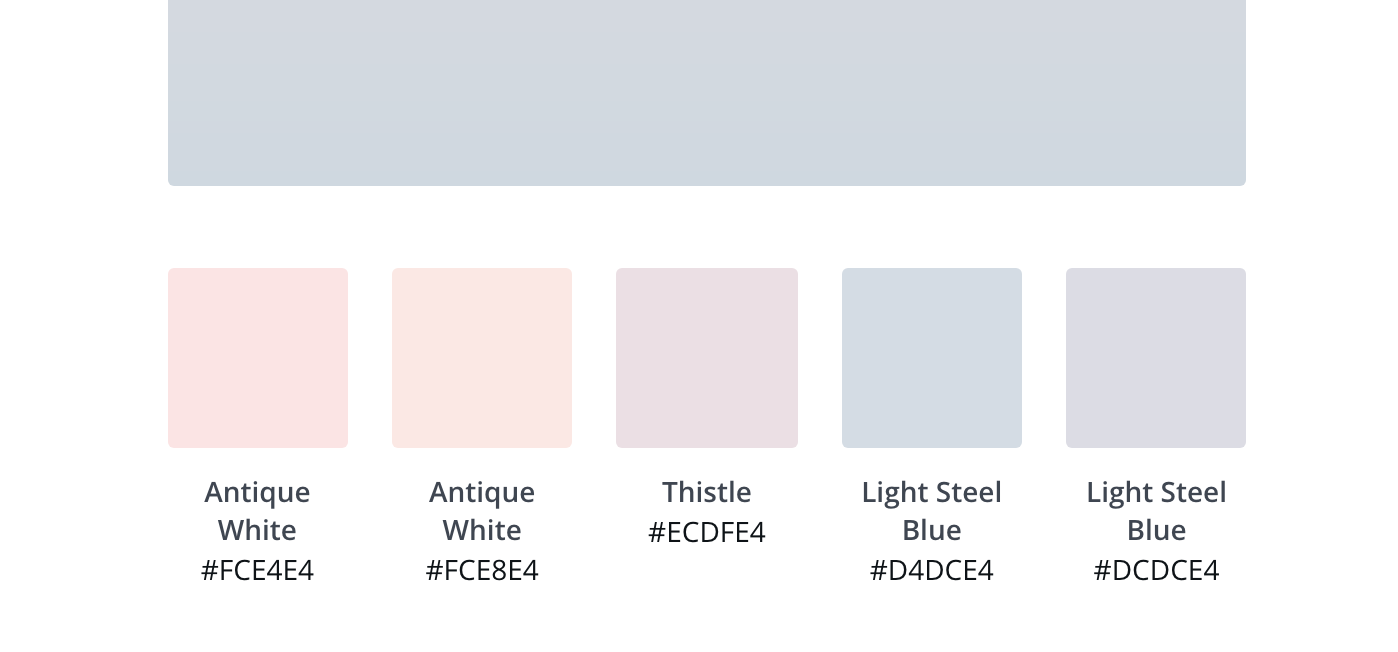 Antique
White
#FCE4E4
Antique
White
#FCE8E4
Thistle
#ECDFE4
Light Steel
Blue
#D4DCE4
Light Steel
Blue
#DCDCE4